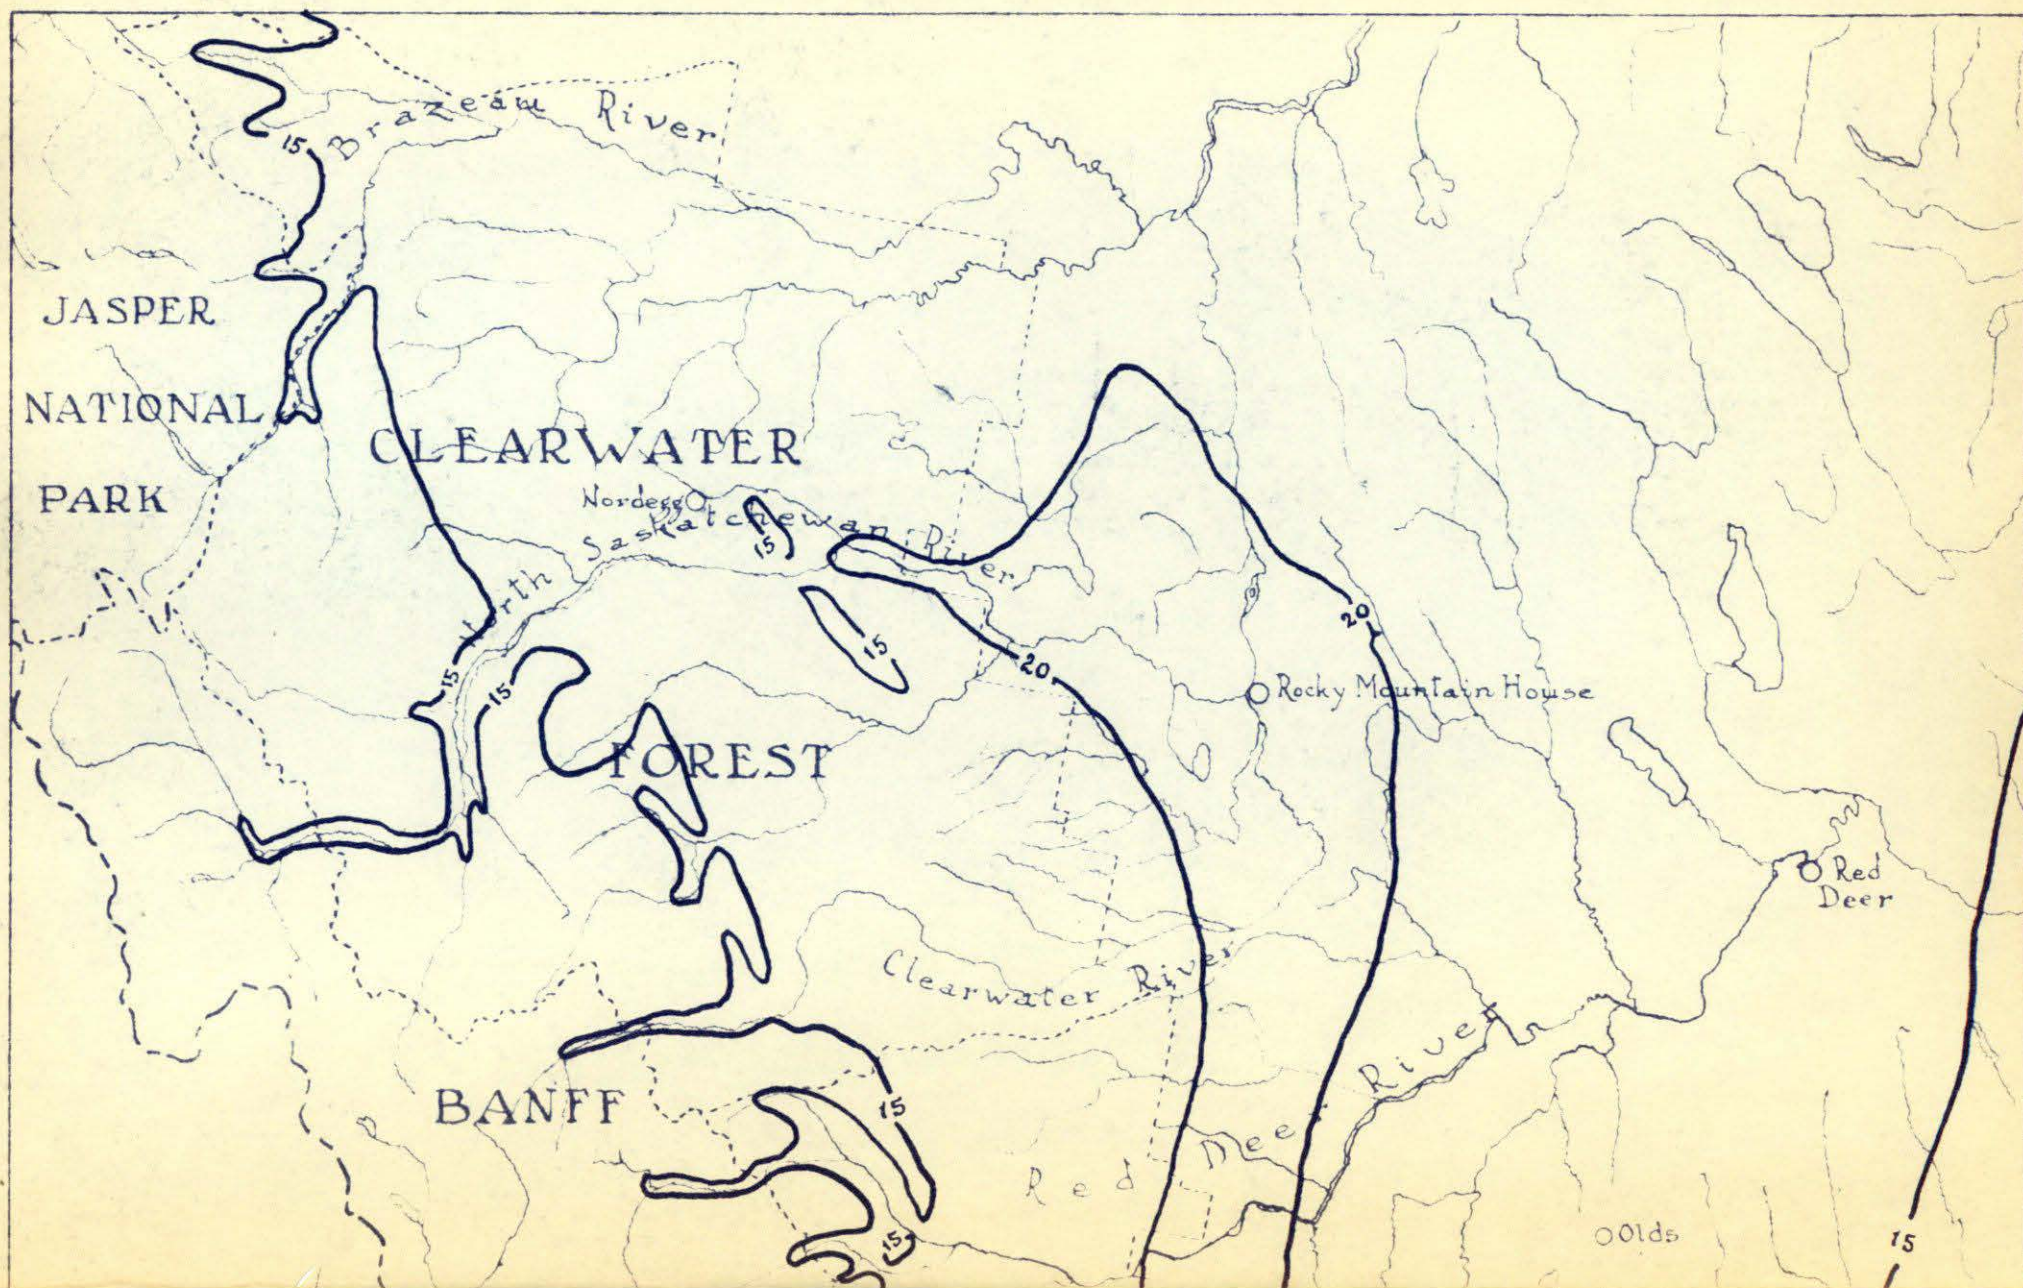 Brazeau River
15
JASPER
NATIONAL
PARK
CLEARWATER
Nordegg
North Saskatchewan River
15
15
20
20
15
15
Rocky Mountain House
FOREST
Red
Deer
Clearwater River
BANFF
15
Red Deer River
15
Olds
15